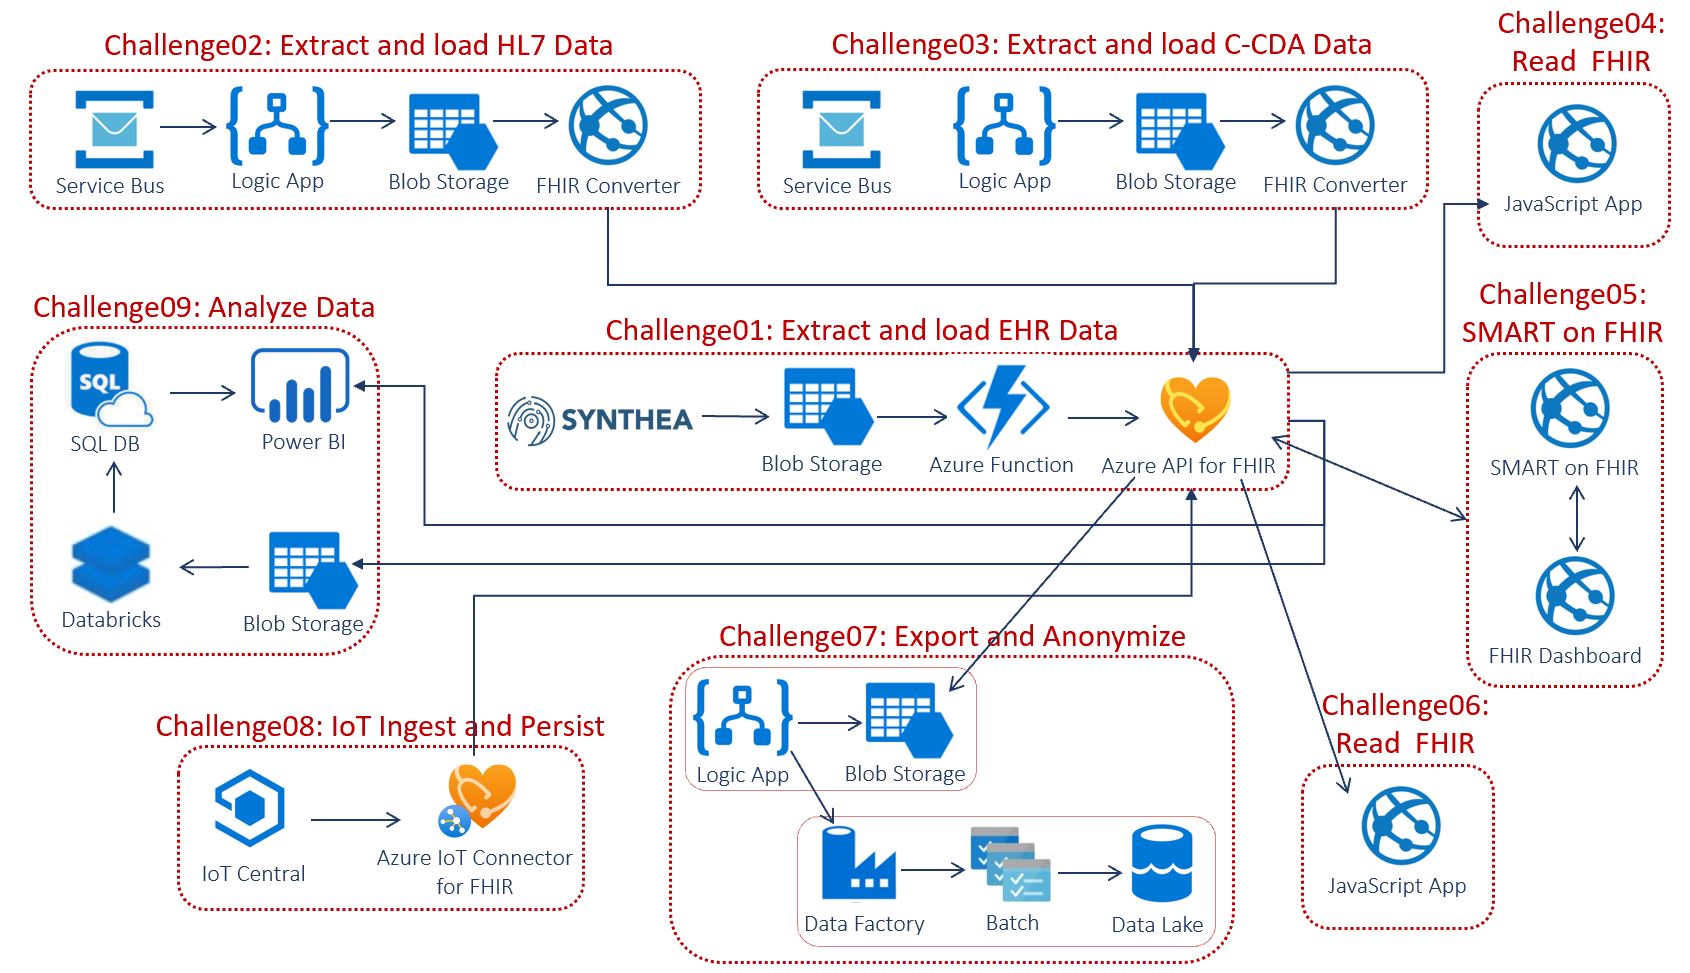 Challenge02: Extract and load HL7 Data
Service Bus
Logic App
Blob Storage
FHIR Converter
Challenge03: Extract and load C-CDA Data
Service Bus
Logic App
Blob Storage
FHIR Converter
Challenge04:
Read FHIR
JavaScript App
Challenge09: Analyze Data
SQL
SQL DB
Power BI
Databricks
Blob Storage
Challenge01: Extract and load EHR Data
SYNTHEA
Blob Storage
Azure Function
Azure API for FHIR
Challenge05:
SMART on FHIR
SMART on FHIR
FHIR Dashboard
Challenge08: IoT Ingest and Persist
IoT Central
Azure IoT Connector
for FHIR
Challenge07: Export and Anonymize
Logic App
Blob Storage
Data Factory
Batch
Data Lake
Challenge06:
Read FHIR
JavaScript App